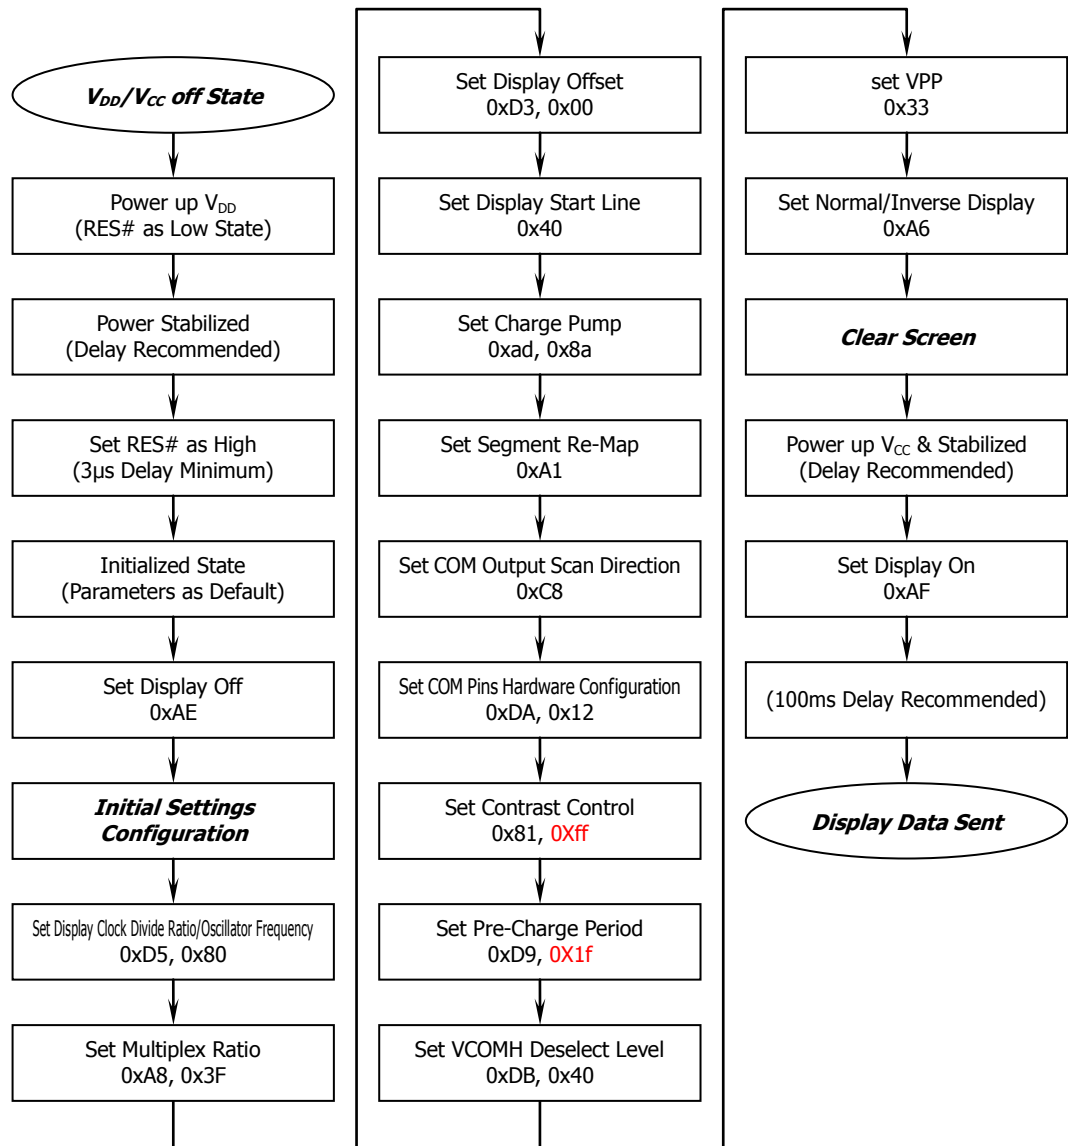 V_DD/V_CC off State
Power up V_DD
(RES# as Low State)
Power Stabilized
(Delay Recommended)
Set RES# as High
(3μs Delay Minimum)
Initialized State
(Parameters as Default)
Set Display Off
0xAE
Initial Settings
Configuration
Set Display Clock Divide Ratio/Oscillator Frequency
0xD5, 0x80
Set Multiplex Ratio
0xA8, 0x3F
Set Display Offset
0xD3, 0x00
Set Display Start Line
0x40
Set Charge Pump
0xad, 0x8a
Set Segment Re-Map
0xA1
Set COM Output Scan Direction
0xC8
Set COM Pins Hardware Configuration
0xDA, 0x12
Set Contrast Control
0x81, 0Xff
Set Pre-Charge Period
0xD9, 0X1f
Set VCOMH Deselect Level
0xDB, 0x40
set VPP
0x33
Set Normal/Inverse Display
0xA6
Clear Screen
Power up V_CC & Stabilized
(Delay Recommended)
Set Display On
0xAF
(100ms Delay Recommended)
Display Data Sent